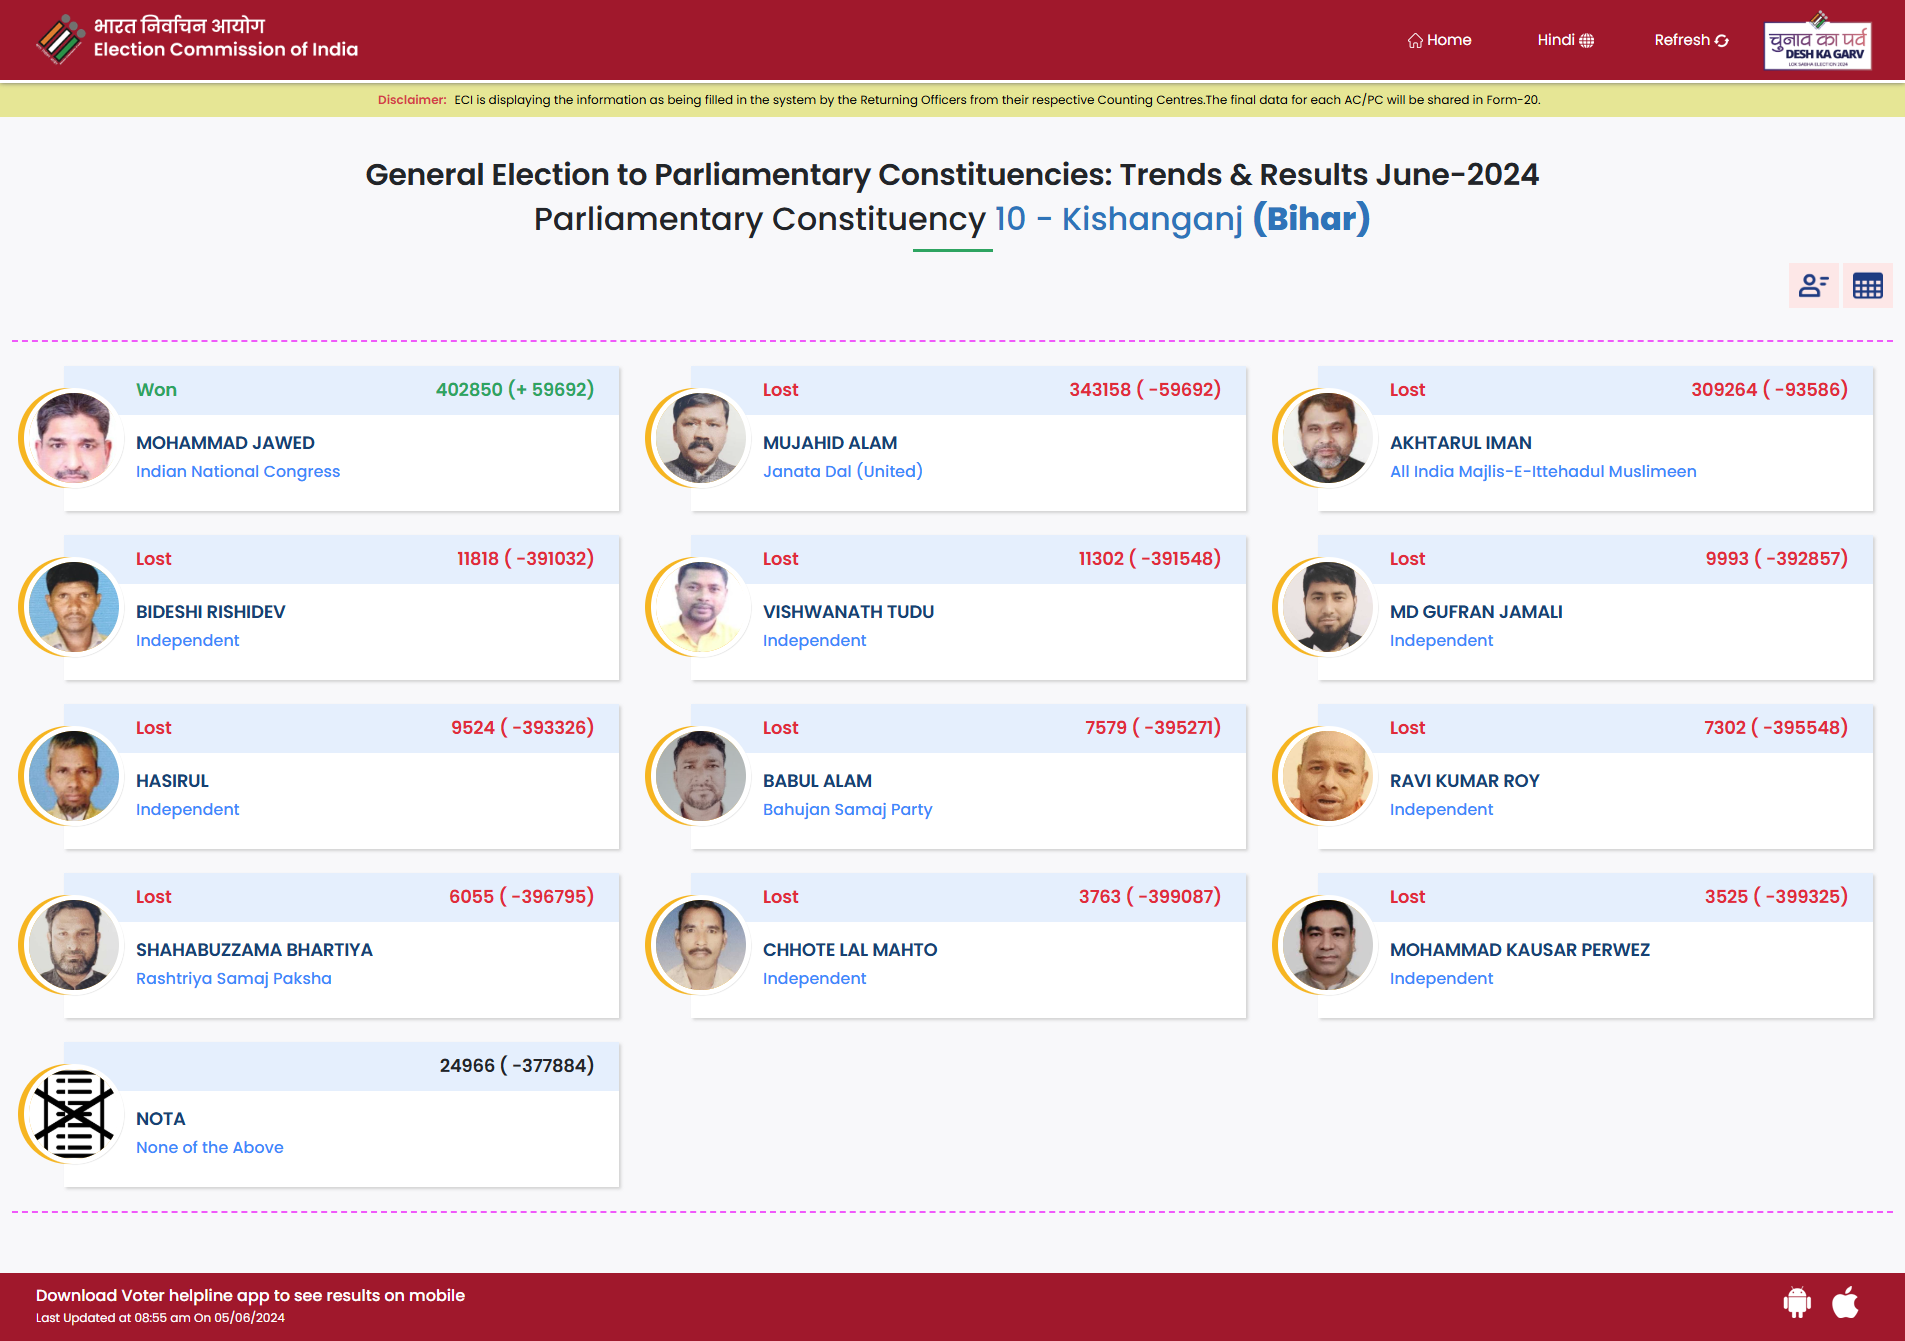 भारत निर्वाचन आयोग
Election Commission of India
Home
Hindi
Refresh
चुनाव का पर्व
DESH KA GARV
LOK SABHA ELECTION 2024
Disclaimer: ECI is displaying the information as being filled in the system by the Returning Officers from their respective Counting Centres.The final data for each AC/PC will be shared in Form-20.
General Election to Parliamentary Constituencies: Trends & Results June-2024
Parliamentary Constituency 10 - Kishanganj (Bihar)
Won 402850 (+ 59692)
MOHAMMAD JAWED
Indian National Congress
Lost 343158 ( -59692)
MUJAHID ALAM
Janata Dal (United)
Lost 309264 ( -93586)
AKHTARUL IMAN
All India Majlis-E-Ittehadul Muslimeen
Lost 11818 ( -391032)
BIDESHI RISHIDEV
Independent
Lost 11302 ( -391548)
VISHWANATH TUDU
Independent
Lost 9993 ( -392857)
MD GUFRAN JAMALI
Independent
Lost 9524 ( -393326)
HASIRUL
Independent
Lost 7579 ( -395271)
BABUL ALAM
Bahujan Samaj Party
Lost 7302 ( -395548)
RAVI KUMAR ROY
Independent
Lost 6055 ( -396795)
SHAHABUZZAMA BHARTIYA
Rashtriya Samaj Paksha
Lost 3763 ( -399087)
CHHOTE LAL MAHTO
Independent
Lost 3525 ( -399325)
MOHAMMAD KAUSAR PERWEZ
Independent
24966 ( -377884)
NOTA
None of the Above
Download Voter helpline app to see results on mobile
Last Updated at 08:55 am On 05/06/2024